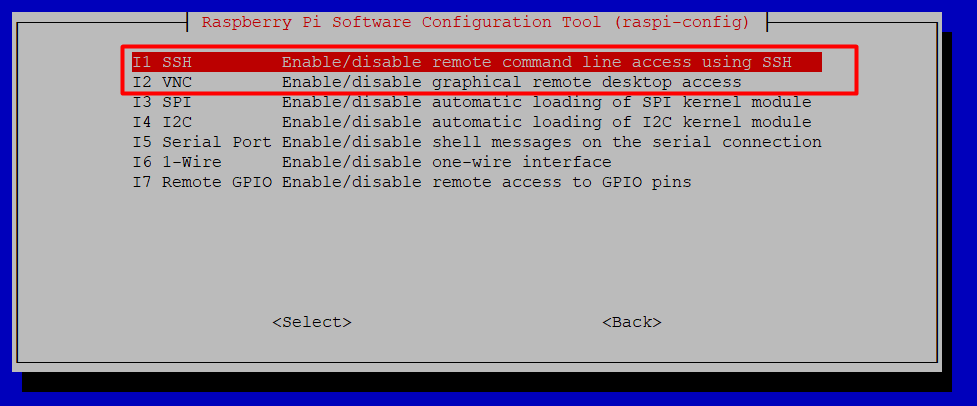 Raspberry Pi Software Configuration Tool (raspi-config)
I1 SSH Enable/disable remote command line access using SSH
I2 VNC Enable/disable graphical remote desktop access
I3 SPI Enable/disable automatic loading of SPI kernel module
I4 I2C Enable/disable automatic loading of I2C kernel module
I5 Serial Port Enable/disable shell messages on the serial connection
I6 1-Wire Enable/disable one-wire interface
I7 Remote GPIO Enable/disable remote access to GPIO pins
<Select> <Back>